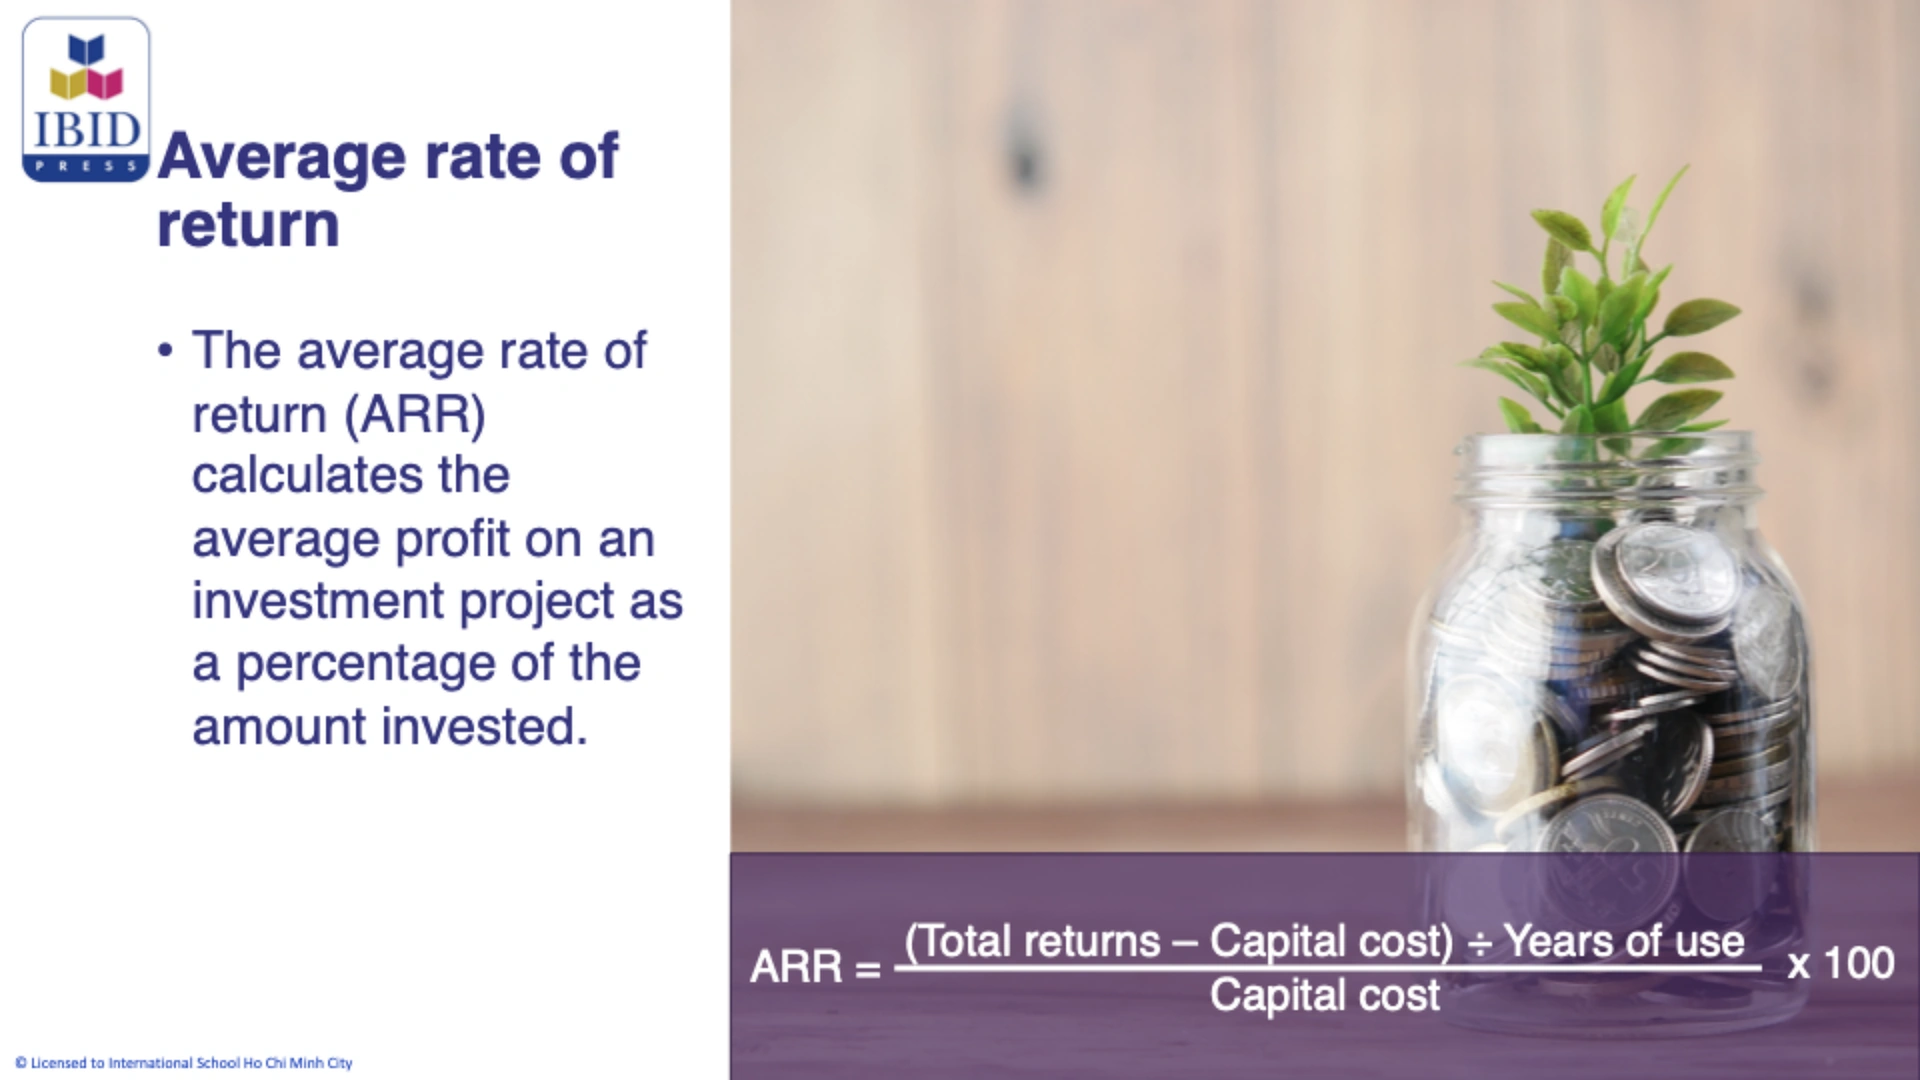 IBID
PRESS
Average rate of
return
• The average rate of
return (ARR)
calculates the
average profit on an
investment project as
a percentage of the
amount invested.
ARR = (Total returns – Capital cost) ÷ Years of use x 100
Capital cost
© Licensed to International School Ho Chi Minh City